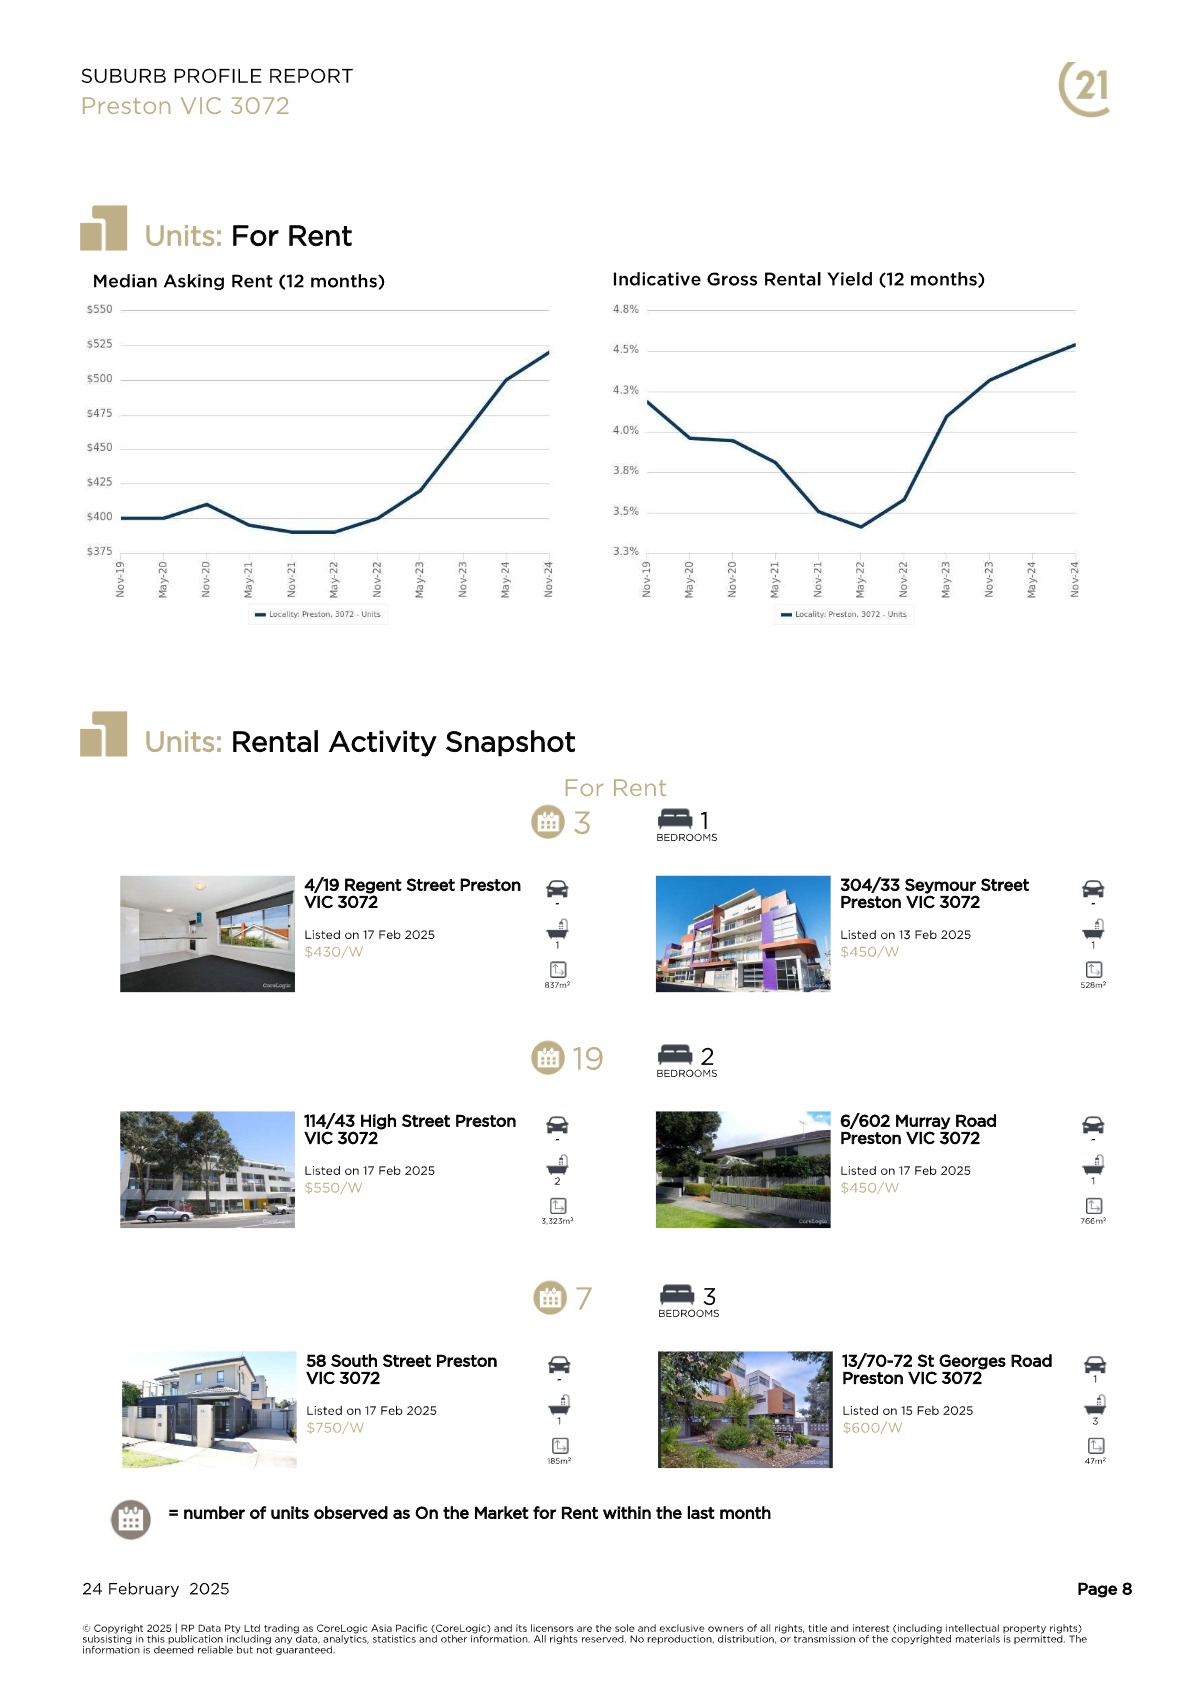 SUBURB PROFILE REPORT
Preston VIC 3072
21
Units: For Rent
Median Asking Rent (12 months)
$550
$525
$500
$475
$450
$425
$400
$375
Nov-19
May-20
Nov-20
May-21
Nov-21
May-22
Nov-22
May-23
Nov-23
May-24
Nov-24
Locality: Preston, 3072 - Units
Indicative Gross Rental Yield (12 months)
4.8%
4.5%
4.3%
4.0%
3.8%
3.5%
3.3%
Nov-19
May-20
Nov-20
May-21
Nov-21
May-22
Nov-22
May-23
Nov-23
May-24
Nov-24
Locality: Preston, 3072 - Units
Units: Rental Activity Snapshot
For Rent
3
1
BEDROOMS
4/19 Regent Street Preston
VIC 3072
Listed on 17 Feb 2025
$430/W
-
1
837m²
CoreLogic
304/33 Seymour Street
Preston VIC 3072
Listed on 13 Feb 2025
$450/W
-
1
528m²
CoreLogic
19
2
BEDROOMS
114/43 High Street Preston
VIC 3072
Listed on 17 Feb 2025
$550/W
-
2
3,323m²
CoreLogic
6/602 Murray Road
Preston VIC 3072
Listed on 17 Feb 2025
$450/W
-
1
766m²
CoreLogic
7
3
BEDROOMS
58 South Street Preston
VIC 3072
Listed on 17 Feb 2025
$750/W
-
1
185m²
13/70-72 St Georges Road
Preston VIC 3072
Listed on 15 Feb 2025
$600/W
1
3
47m²
CoreLogic
= number of units observed as On the Market for Rent within the last month
24 February 2025
Page 8
© Copyright 2025 | RP Data Pty Ltd trading as CoreLogic Asia Pacific (CoreLogic) and its licensors are the sole and exclusive owners of all rights, title and interest (including intellectual property rights)
subsisting in this publication including any data, analytics, statistics and other information. All rights reserved. No reproduction, distribution, or transmission of the copyrighted materials is permitted. The
information is deemed reliable but not guaranteed.